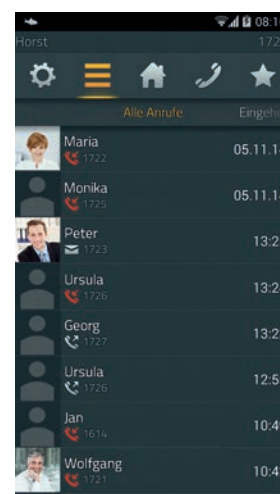 08:1
Horst 172
Alle Anrufe Eingeh
Maria
1722
05.11.1
Monika
1725
05.11.1
Peter
1723
13:2
Ursula
1726
13:2
Georg
1727
13:2
Ursula
1726
12:5
Jan
1614
10:4
Wolfgang
1721
10:4